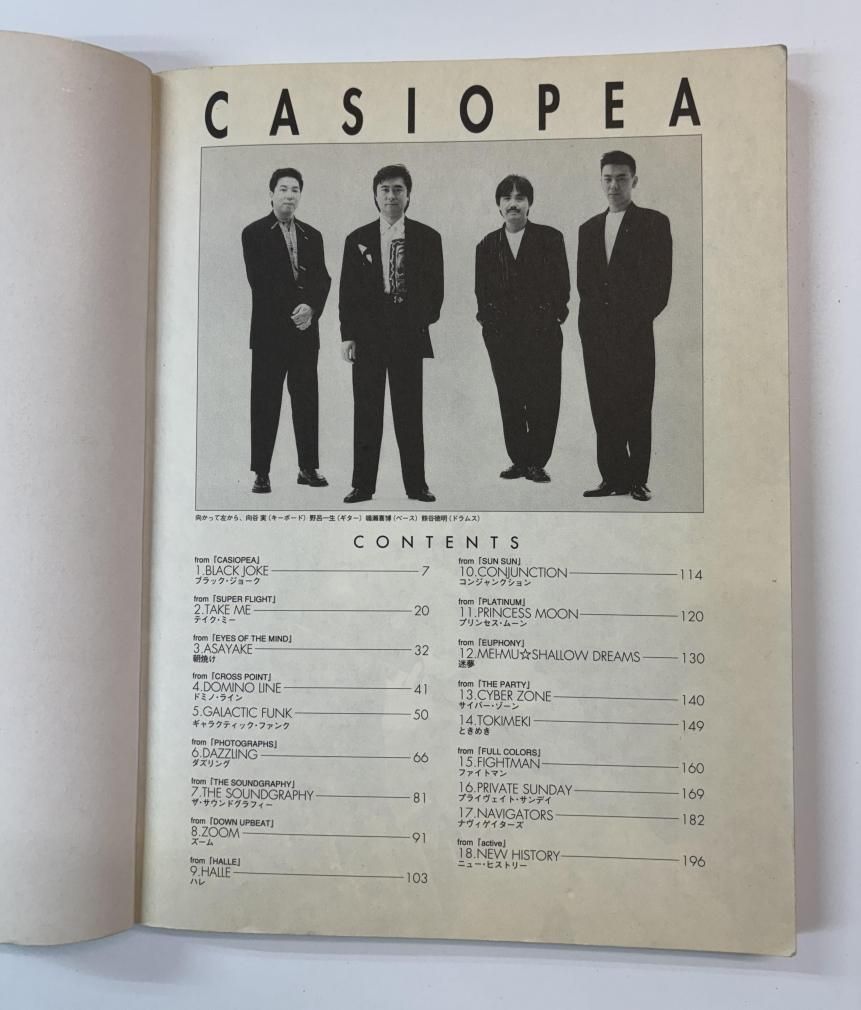 CASIOPEA
向かって左から、向谷 実(キーボード) 野呂一生(ギター) 鳴瀬喜博(ベース) 熊谷徳明(ドラムス)
CONTENTS
from「CASIOPEA」
1.BLACK JOKE 7
ブラック・ジョーク
from「SUPER FLIGHT」
2.TAKE ME 20
テイク・ミー
from「EYES OF THE MIND」
3.ASAYAKE 32
朝焼け
from「CROSS POINT」
4.DOMINO LINE 41
ドミノ・ライン
5.GALACTIC FUNK 50
ギャラクティック・ファンク
from「PHOTOGRAPHS」
6.DAZZLING 66
ダズリング
from「THE SOUNDGRAPHY」
7.THE SOUNDGRAPHY 81
ザ・サウンドグラフィー
from「DOWN UPBEAT」
8.ZOOM 91
ズーム
from「HALLE」
9.HALLE 103
ハレ
from「SUN SUN」
10.CONJUNCTION 114
コンジャンクション
from「PLATINUM」
11.PRINCESS MOON 120
プリンセス・ムーン
from「EUPHONY」
12.MEI-MU☆SHALLOW DREAMS 130
迷夢
from「THE PARTY」
13.CYBER ZONE 140
サイバー・ゾーン
14.TOKIMEKI 149
ときめき
from「FULL COLORS」
15.FIGHTMAN 160
ファイトマン
16.PRIVATE SUNDAY 169
プライヴェイト・サンデイ
17.NAVIGATORS 182
ナヴィゲイターズ
from「active」
18.NEW HISTORY 196
ニュー・ヒストリー